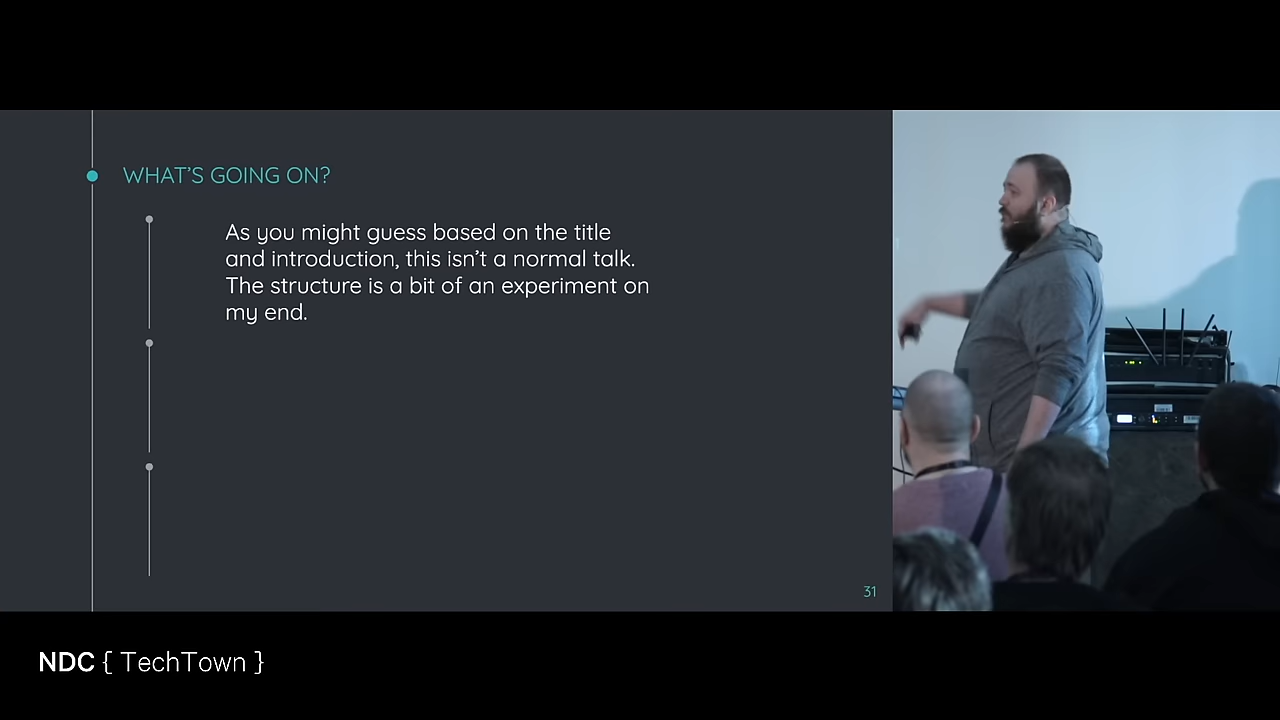 WHAT'S GOING ON?
As you might guess based on the title
and introduction, this isn't a normal talk.
The structure is a bit of an experiment on
my end.
31
NDC { TechTown }